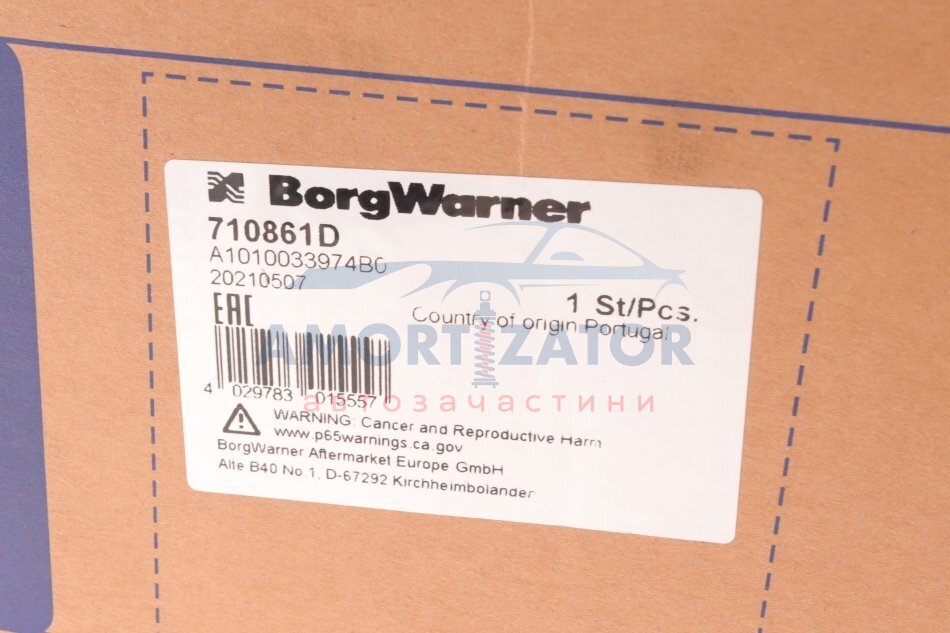 BorgWarner
710861D
A1010033974B0
20210507
EAC
1 St/Pcs.
Country of origin Portugal
AMORTIZATOR
4 029783 015557
автозачастини
WARNING: Cancer and Reproductive Harm
www.p65warnings.ca.gov
BorgWarner Aftermarket Europe GmbH
Alte B40 No.1, D-67292 Kirchheimbolanden